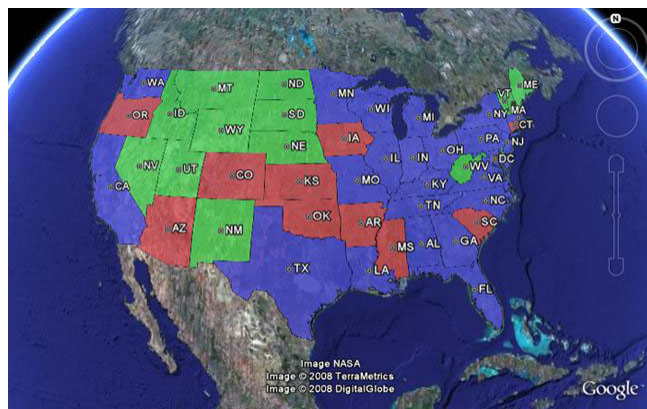 N
WA
MT
ND
MN
ME
VT
OR
ID
SD
WI
MI
NY
MA
CT
WY
IA
NE
PA
NJ
OH
NV
UT
CO
IL
IN
DC
WV
VA
CA
KS
MO
KY
NC
TN
OK
AR
SC
AZ
NM
MS
AL
GA
TX
LA
FL
Image NASA
Image © 2008 TerraMetrics
Image © 2008 DigitalGlobe
Google